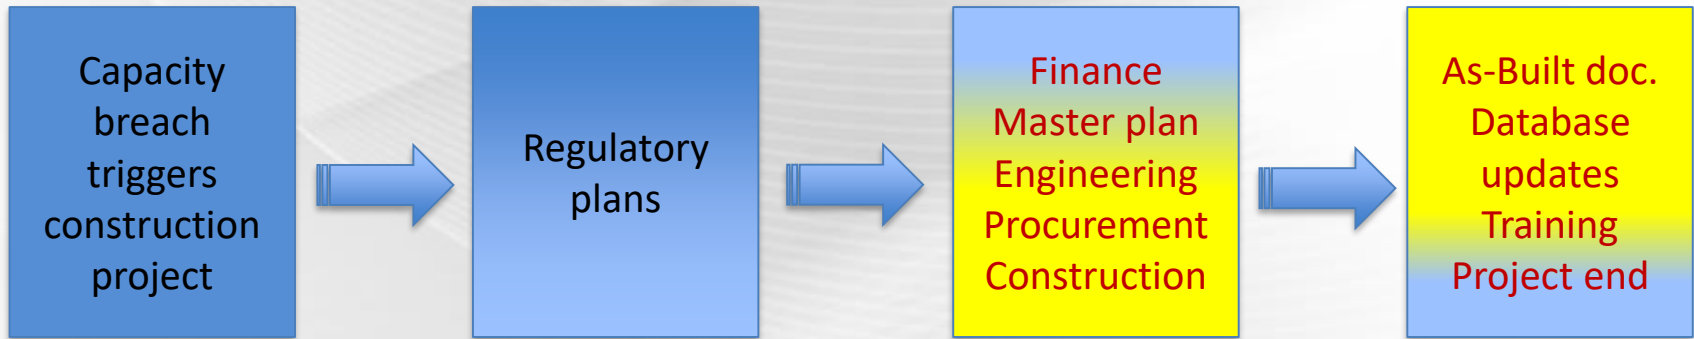 Capacity
breach
triggers
construction
project
Regulatory
plans
Finance
Master plan
Engineering
Procurement
Construction
As-Built doc.
Database
updates
Training
Project end